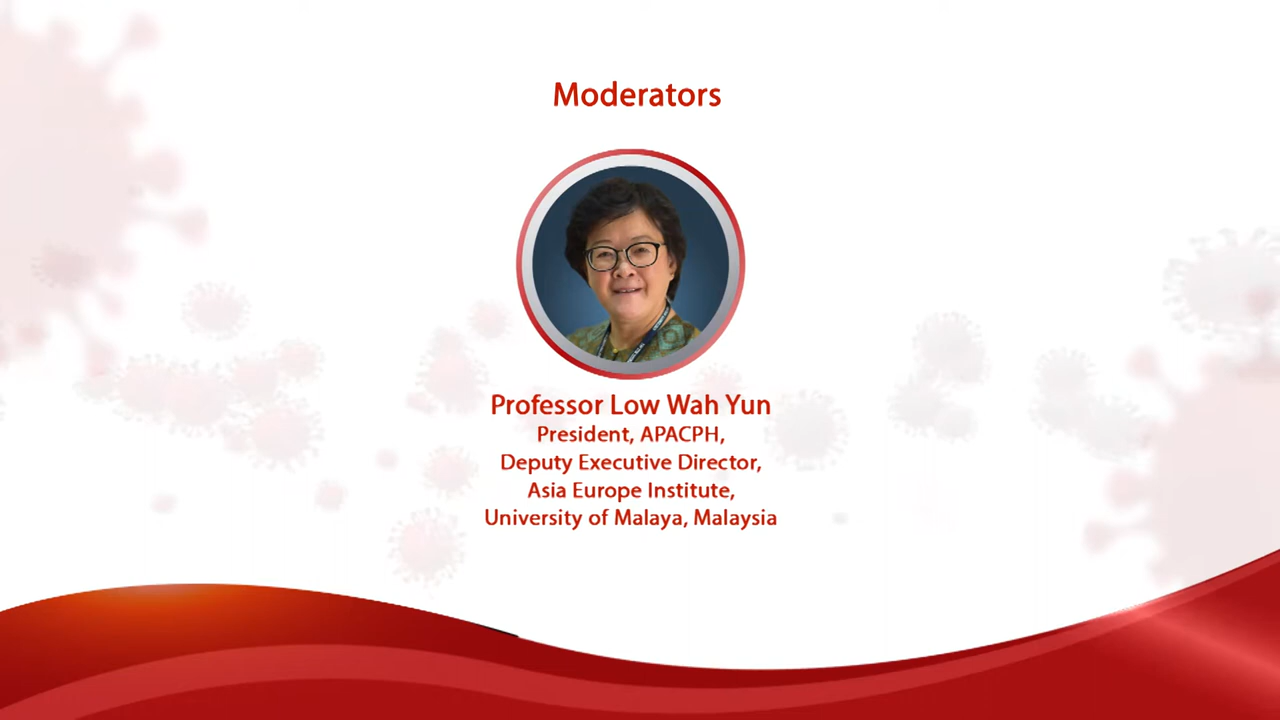 Moderators
Professor Low Wah Yun
President, APACPH,
Deputy Executive Director,
Asia Europe Institute,
University of Malaya, Malaysia